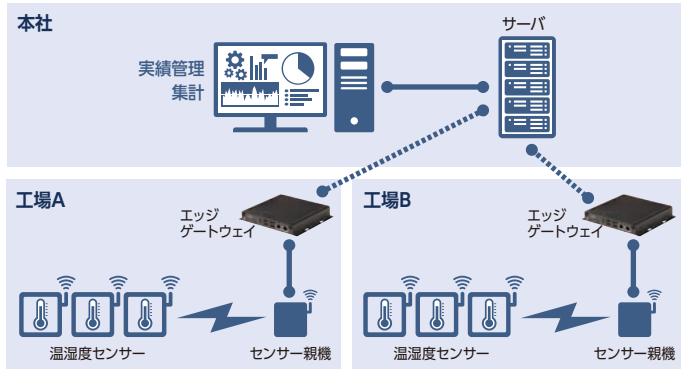 本社
サーバ
実績管理
集計
工場A
エッジ
ゲートウェイ
温湿度センサー
センサー親機
工場B
エッジ
ゲートウェイ
温湿度センサー
センサー親機